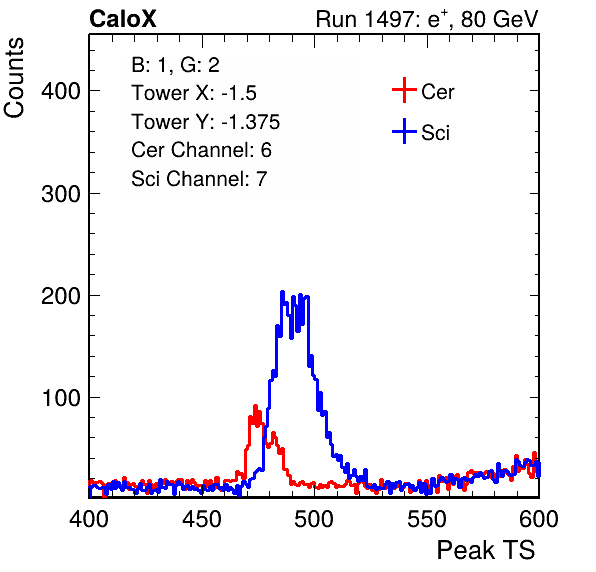 CaloX Run 1497: e⁺, 80 GeV
Counts
B: 1, G: 2
Tower X: -1.5
Tower Y: -1.375
Cer Channel: 6
Sci Channel: 7
Cer
Sci
400
300
200
100
400 450 500 550 600
Peak TS